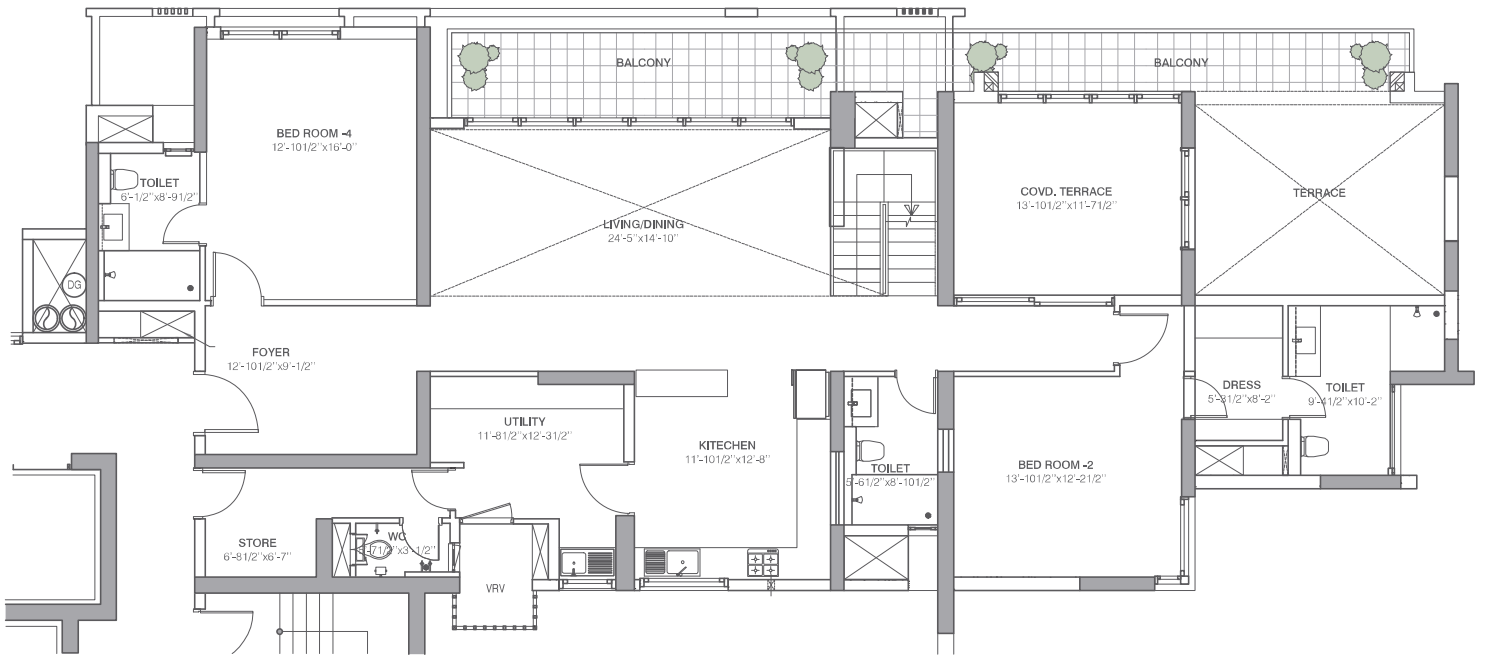 BALCONY
BALCONY
BED ROOM -4
12'-101/2"x16'-0"
TOILET
6'-1/2"x8'-91/2"
COVD. TERRACE
13'-101/2"x11'-71/2"
TERRACE
LIVING/DINING
24'-5"x14'-10"
DG
FOYER
12'-101/2"x9'-1/2"
DRESS
5'-31/2"x8'-2"
TOILET
9'-41/2"x10'-2"
UTILITY
11'-81/2"x12'-31/2"
KITECHEN
11'-101/2"x12'-8"
TOILET
5'-61/2"x8'-101/2"
BED ROOM -2
13'-101/2"x12'-21/2"
STORE
6'-81/2"x6'-7"
WC
VRV